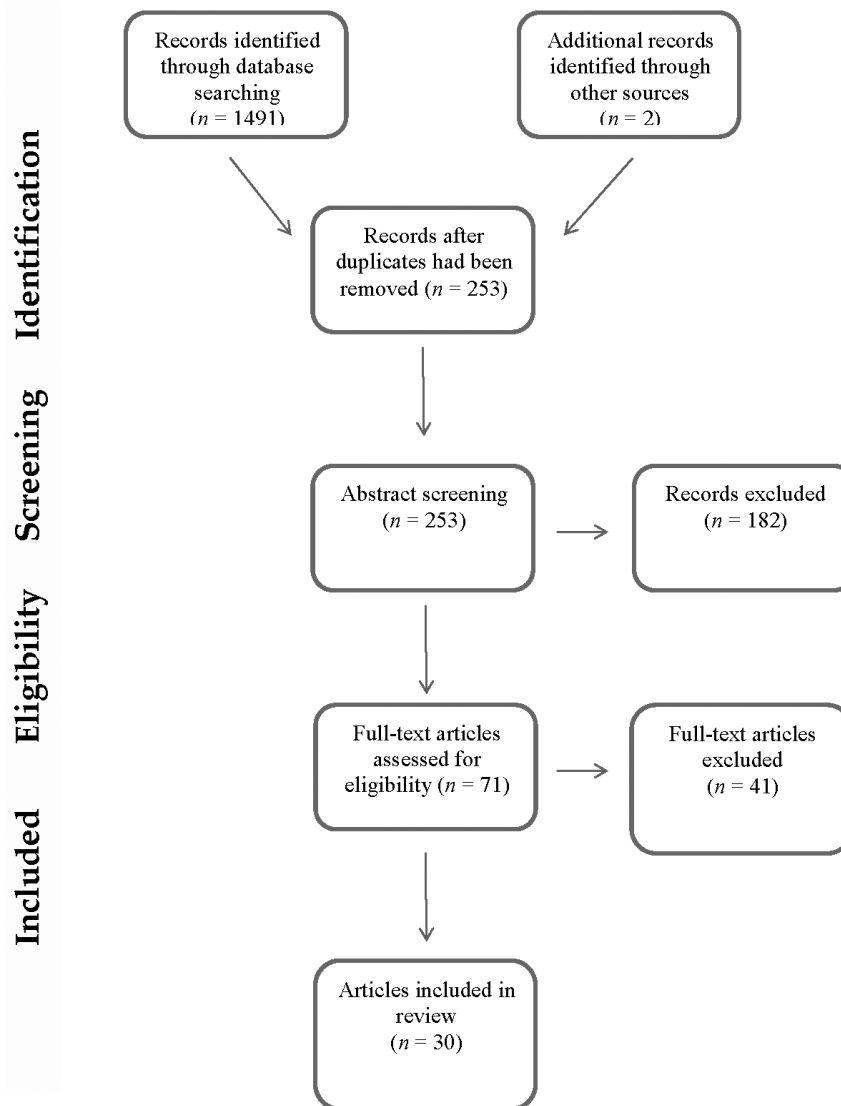 Records identified
through database
searching
(n = 1491)
Additional records
identified through
other sources
(n = 2)
Identification
Records after
duplicates had been
removed (n = 253)
Screening
Abstract screening
(n = 253)
Records excluded
(n = 182)
Eligibility
Full-text articles
assessed for
eligibility (n = 71)
Full-text articles
excluded
(n = 41)
Included
Articles included in
review
(n = 30)